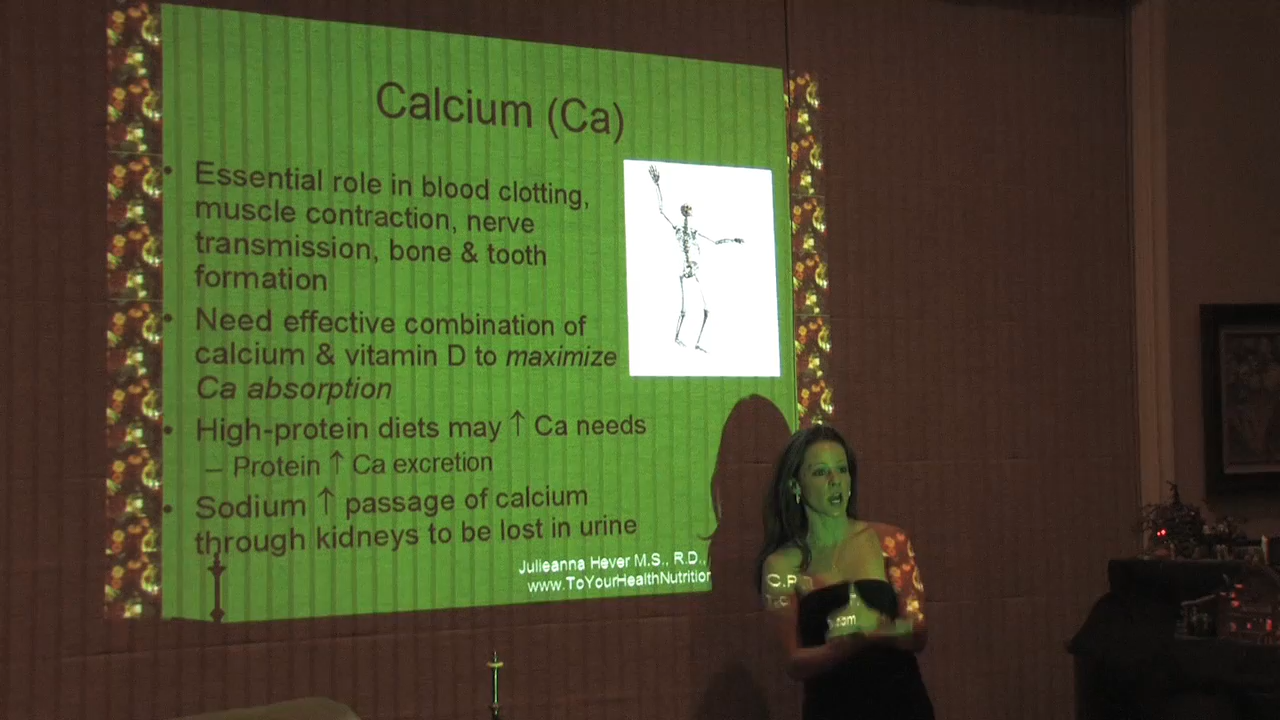 Calcium (Ca)
• Essential role in blood clotting,
muscle contraction, nerve
transmission, bone & tooth
formation
• Need effective combination of
calcium & vitamin D to maximize
Ca absorption
• High-protein diets may ↑ Ca needs
– Protein ↑ Ca excretion
• Sodium ↑ passage of calcium
through kidneys to be lost in urine
Julieanna Hever M.S., R.D., C.P
www.ToYourHealthNutrition .com